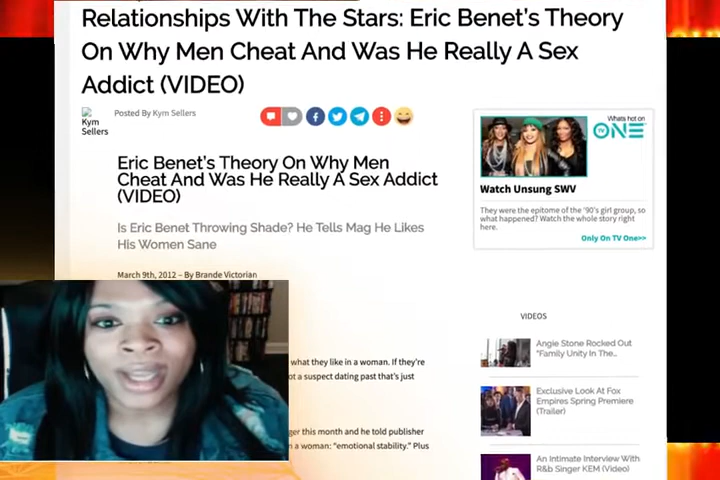 Relationships With The Stars: Eric Benet's Theory
On Why Men Cheat And Was He Really A Sex
Addict (VIDEO)
Kym
Sellers
Posted By Kym Sellers
Eric Benet's Theory On Why Men
Cheat And Was He Really A Sex Addict
(VIDEO)
Is Eric Benet Throwing Shade? He Tells Mag He Likes
His Women Sane
March 9th, 2012 – By Brande Victorian
what they like in a woman. If they're
ot a suspect dating past that's just
ger this month and he told publisher
n a woman: "emotional stability." Plus
Whats hot on
TV ONE
Watch Unsung SWV
They were the epitome of the '90's girl group, so
what happened? Watch the whole story right
here.
Only On TV One>>
VIDEOS
Angie Stone Rocked Out
"Family Unity In The...
Exclusive Look At Fox
Empires Spring Premiere
(Trailer)
An Intimate Interview With
R&b Singer KEM (Video)